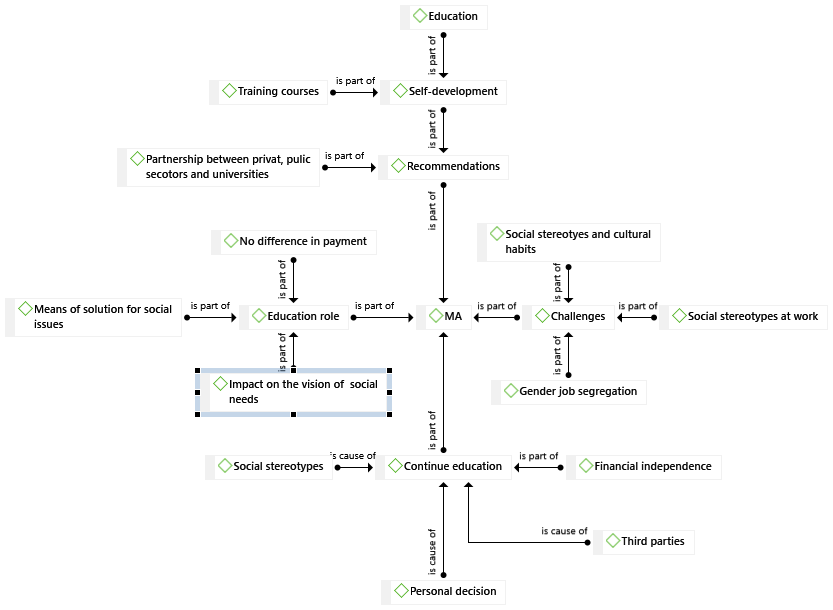 Education
is part of
Training courses
is part of
Self-development
is part of
Partnership between privat, pulic
secotors and universities
is part of
Recommendations
is part of
No difference in payment
Social stereotyes and cultural
habits
is part of
is part of
Means of solution for social
issues
is part of
Education role
is part of
MA
is part of
Challenges
is part of
Social stereotypes at work
is part of
is part of
Impact on the vision of social
needs
Gender job segregation
is part of
Social stereotypes
is cause of
Continue education
is part of
Financial independence
is cause of
is cause of
Third parties
Personal decision